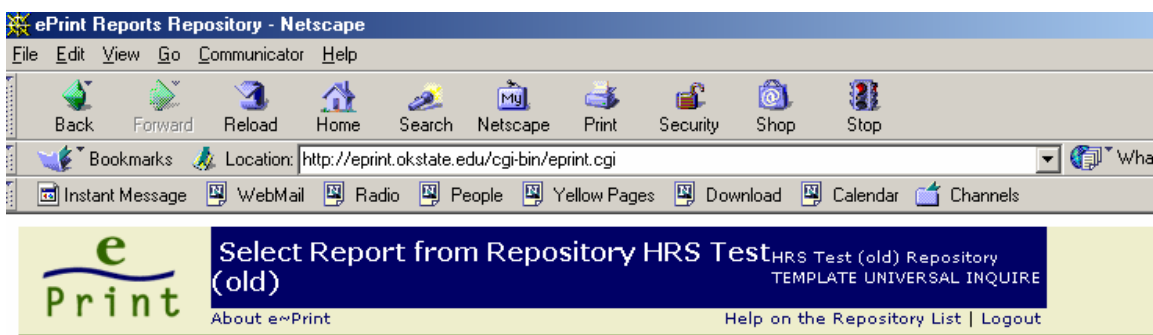 ePrint Reports Repository - Netscape
File Edit View Go Communicator Help
Back Forward Reload Home Search Netscape Print Security Shop Stop
Bookmarks Location: http://eprint.okstate.edu/cgi-bin/eprint.cgi Wha
Instant Message WebMail Radio People Yellow Pages Download Calendar Channels
e
Print
Select Report from Repository HRS Test
(old)
HRS Test (old) Repository
TEMPLATE UNIVERSAL INQUIRE
About e~Print Help on the Repository List | Logout